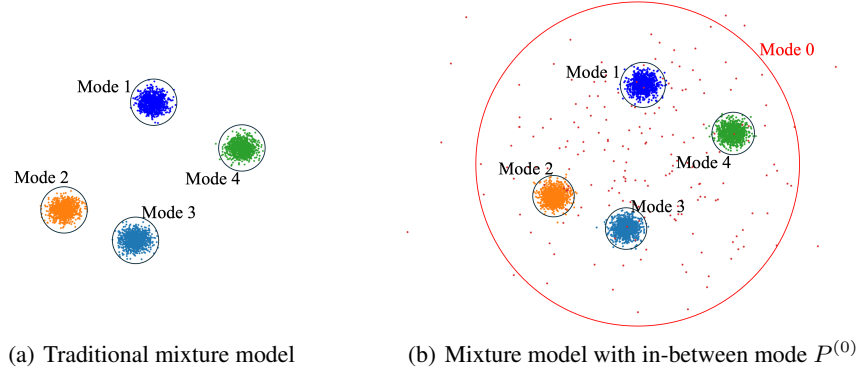 Mode 1
Mode 2
Mode 4
Mode 3
(a) Traditional mixture model
Mode 0
Mode 1
Mode 4
Mode 2
Mode 3
(b) Mixture model with in-between mode P^(0)